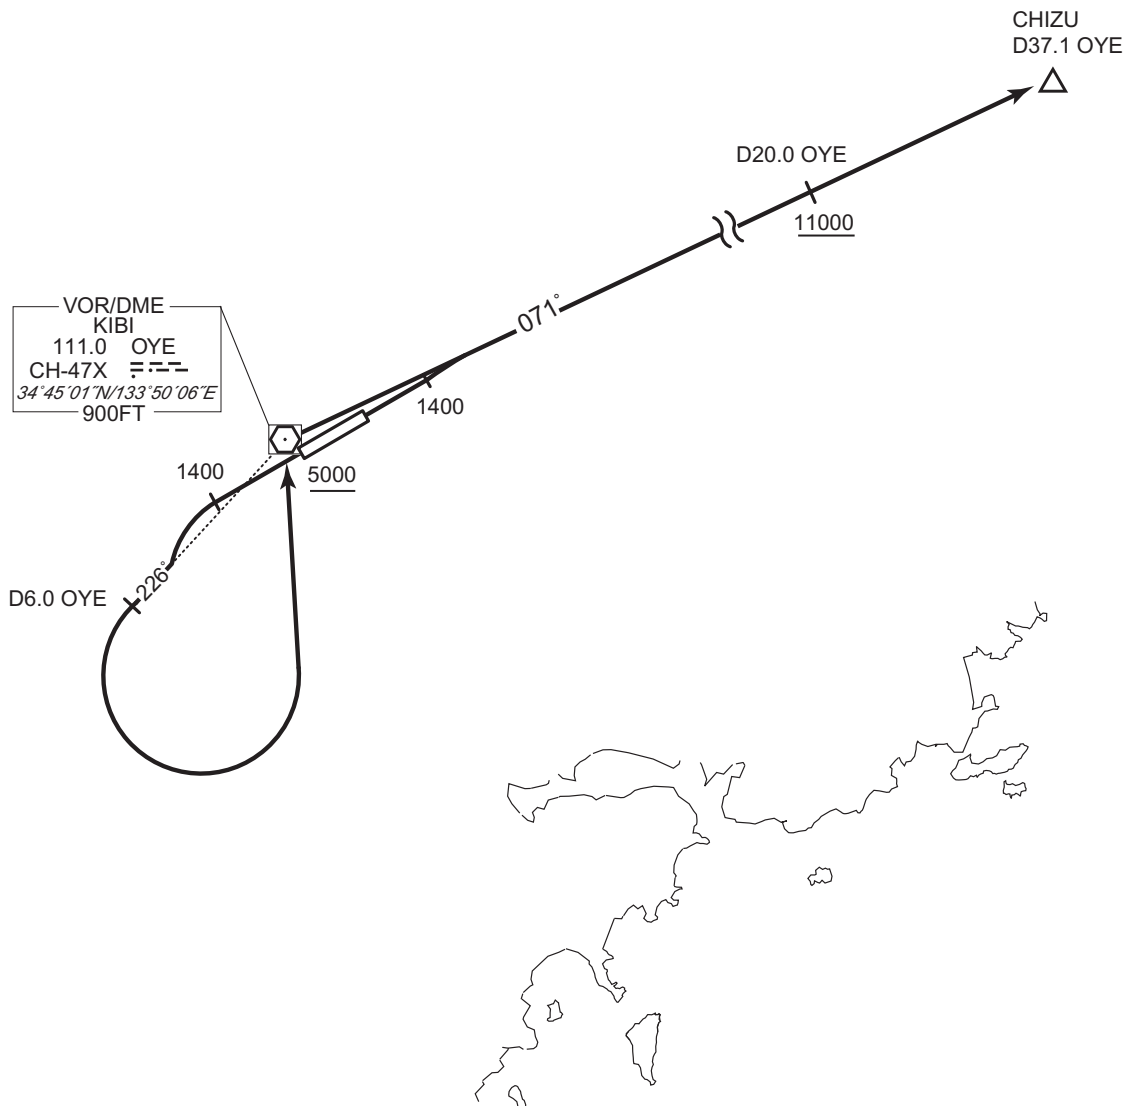 CHIZU
D37.1 OYE
D20.0 OYE
11000
071°
VOR/DME
KIBI
111.0 OYE
CH-47X
34°45′01″N/133°50′06″E
900FT
1400
1400
5000
226°
D6.0 OYE